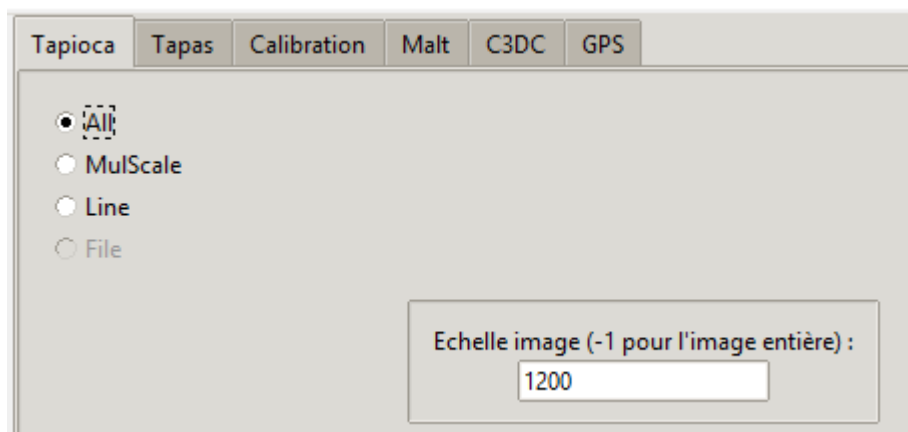 Tapioca Tapas Calibration Malt C3DC GPS
All
MulScale
Line
File
Echelle image (-1 pour l'image entière) :
1200